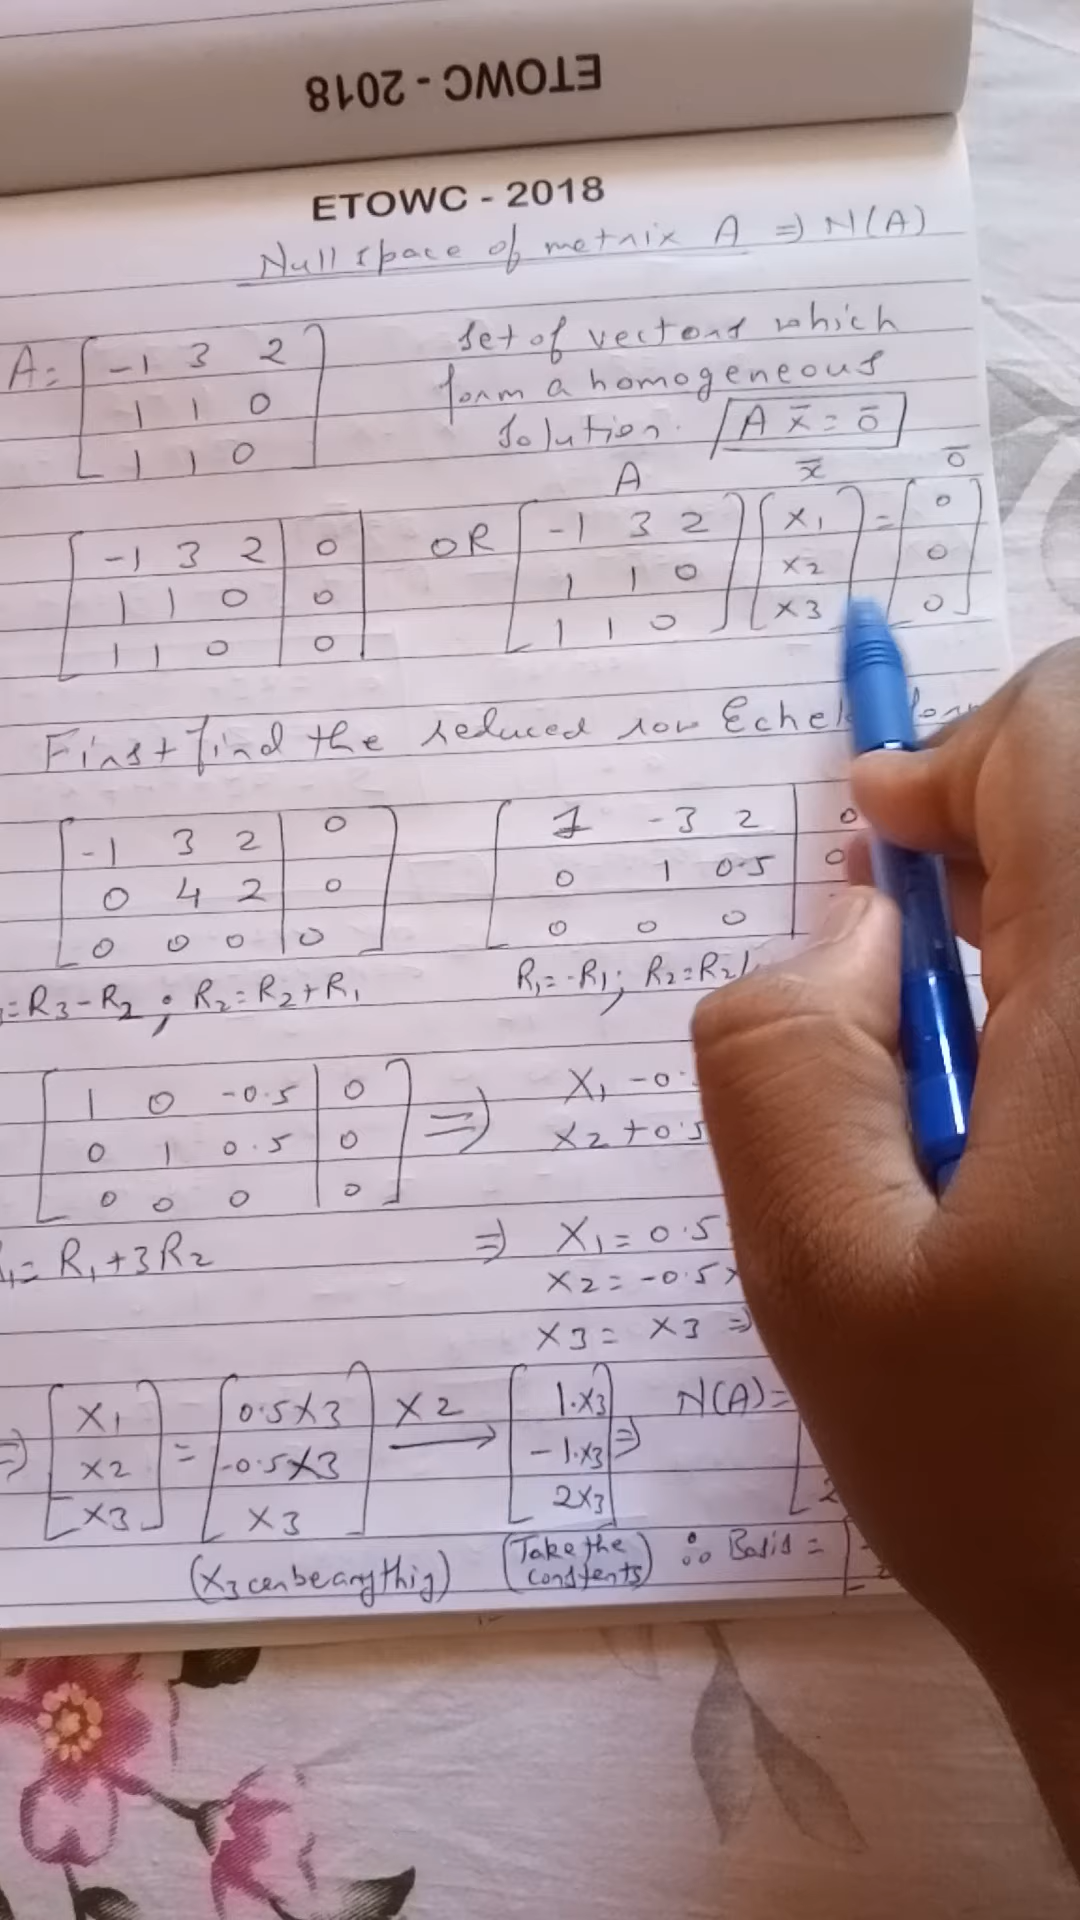 ETOWC - 2018
ETOWC - 2018
Null space of metrix A ⇒ N(A)
A= [ -1 3 2
1 1 0
1 1 0 ]
set of vectors which
form a homogeneous
solution. A x̄ = ō
A x̄ ō
[ -1 3 2 | 0
1 1 0 | 0
1 1 0 | 0 ]
OR [ -1 3 2
1 1 0
1 1 0 ]
[ x1
x2
x3 ]
= [ 0
0
0 ]
First find the reduced row
[ -1 3 2 | 0
0 4 2 | 0
0 0 0 | 0 ]
=R3-R2 ; R2=R2+R1
[ 1 -3 2 | 0
0 1 0.5 | 0
0 0 0 |
R1=-R1; R2=R2/
[ 1 0 -0.5 | 0
0 1 0.5 | 0
0 0 0 | 0 ]
= R1+3R2
⇒ x1 -0.
x2 +0.5
⇒ x1= 0.5
x2= -0.5x
x3= x3 ⇒
⇒ [ x1
x2
x3 ]
= [ 0.5x3
-0.5x3
x3 ]
x2 →
[ 1.x3
-1.x3
2x3 ]
⇒ N(A)=
2
(x3 can be anythig)
(Take the
constents)
∴ Basis =